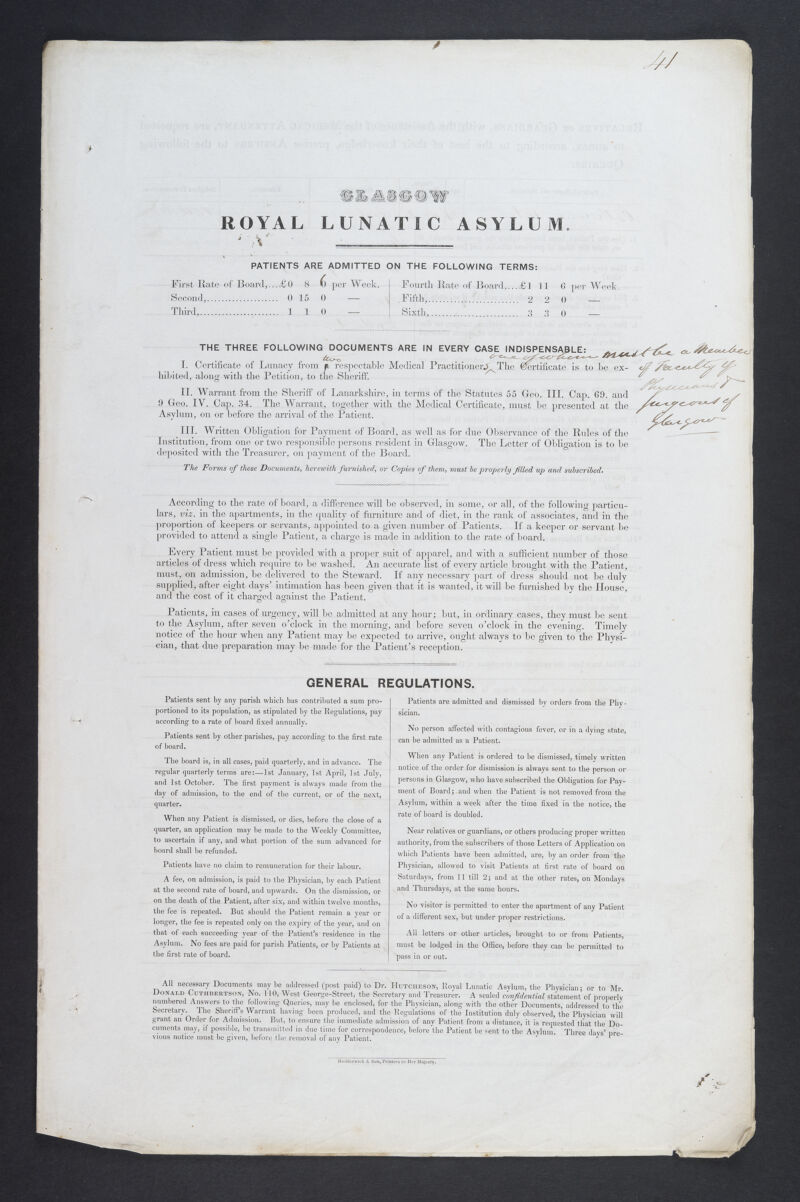 41
GLASGOW
ROYAL LUNATIC ASYLUM.
PATIENTS ARE ADMITTED ON THE FOLLOWING TERMS:
First Rate of Board,...£0 8 6 per Week.
Second,.................... 0 15 0 —
Third,........................ 1 1 0 —
Fourth Rate of Board,...£1 11 6 per Week
Fifth,.......................... 2 2 0 —
Sixth,.......................... 3 3 0 —
THE THREE FOLLOWING DOCUMENTS ARE IN EVERY CASE INDISPENSABLE:
one of whom must be a Member
of Faculty of
Physicians &
Surgeons of
Glasgow
two
I. Certificate of Lunacy from a respectable Medical Practitioners. The Certificate is to be ex-
hibited, along with the Petition, to the Sheriff.
II. Warrant from the Sheriff of Lanarkshire, in terms of the Statutes 55 Geo. III. Cap. 69. and
9 Geo. IV. Cap. 34. The Warrant, together with the Medical Certificate, must be presented at the
Asylum, on or before the arrival of the Patient.
III. Written Obligation for Payment of Board, as well as for due Observance of the Rules of the
Institution, from one or two responsible persons resident in Glasgow. The Letter of Obligation is to be
deposited with the Treasurer, on payment of the Board.
The Forms of these Documents, herewith furnished, or Copies of them, must be properly filled up and subscribed.
According to the rate of board, a difference will be observed, in some, or all, of the following particu-
lars, viz. in the apartments, in the quality of furniture and of diet, in the rank of associates, and in the
proportion of keepers or servants, appointed to a given number of Patients. If a keeper or servant be
provided to attend a single Patient, a charge is made in addition to the rate of board.
Every Patient must be provided with a proper suit of apparel, and with a sufficient number of those
articles of dress which require to be washed. An accurate list of every article brought with the Patient,
must, on admission, be delivered to the Steward. If any necessary part of dress should not be duly
supplied, after eight days' intimation has been given that it is wanted, it will be furnished by the House,
and the cost of it charged against the Patient.
Patients, in cases of urgency, will be admitted at any hour; but, in ordinary cases, they must be sent
to the Asylum, after seven o'clock in the morning, and before seven o'clock in the evening. Timely
notice of the hour when any Patient may be expected to arrive, ought always to be given to the Physi-
cian, that due preparation may be made for the Patient's reception.
GENERAL REGULATIONS.
Patients sent by any parish which has contributed a sum pro-
portioned to its population, as stipulated by the Regulations, pay
according to a rate of board fixed annually.
Patients sent by other parishes, pay according to the first rate
of board.
The board is, in all cases, paid quarterly, and in advance. The
regular quarterly terms are:—1st January, 1st April, 1st July,
and 1st October. The first payment is always made from the
day of admission, to the end of the current, or of the next,
quarter.
When any Patient is dismissed, or dies, before the close of a
quarter, an application may be made to the Weekly Committee,
to ascertain if any, and what portion of the sum advanced for
board shall be refunded.
Patients have no claim to remuneration for their labour.
A fee, on admission, is paid to the Physician, by each Patient
at the second rate of board, and upwards. On the dismission, or
on the death of the Patient, after six, and within twelve months,
the fee is repeated. But should the Patient remain a year or
longer, the fee is repeated only on the expiry of the year, and on
that of each succeeding year of the Patient's residence in the
Asylum. No fees are paid for parish Patients, or by Patients at
the first rate of board.
Patients are admitted and dismissed by orders from the Phy-
sician.
No person affected with contagious fever, or in a dying state,
can be admitted as a Patient.
When any Patient is ordered to be dismissed, timely written
notice of the order for dismission is always sent to the person or
persons in Glasgow, who have subscribed the Obligation for Pay-
ment of Board; and when the Patient is not removed from the
Asylum, within a week after the time fixed in the notice, the
rate of board is doubled.
Near relatives or guardians, or others producing proper written
authority, from the subscribers of those Letters of Application on
which Patients have been admitted, are, by an order from the
Physician, allowed to visit Patients at first rate of board on
Saturdays, from 11 till 2; and at the other rates, on Mondays
and Thursdays, at the same hours.
No visitor is permitted to enter the apartment of any Patient
of a different sex, but under proper restrictions.
All letters or other articles, brought to or from Patients,
must be lodged in the Office, before they can be permitted to
pass in or out.
All necessary Documents may be addressed (post paid) to Dr. HUTCHESON, Royal Lunatic Asylum, the Physician; or to Mr.
DONALD CUTHBERTSON, No. 110, West George-Street, the Secretary and Treasurer. A sealed confidential statement of properly
numbered Answers to the following Queries, may be enclosed, for the Physician, along with the other Documents, addressed to the
Secretary. The Sheriff's Warrant having been produced, and the Regulations of the Institution duly observed, the Physician will
grant an Order for Admission. But, to ensure the immediate admission of any Patient from a distance, it is requested that the Do-
cuments may, if possible, be transmitted in due time for correspondence, before the Patient be sent to the Asylum. Three days' pre-
vious notice must be given, before the removal of any Patient.
Hedderwick & Son, Printers to Her Majesty.